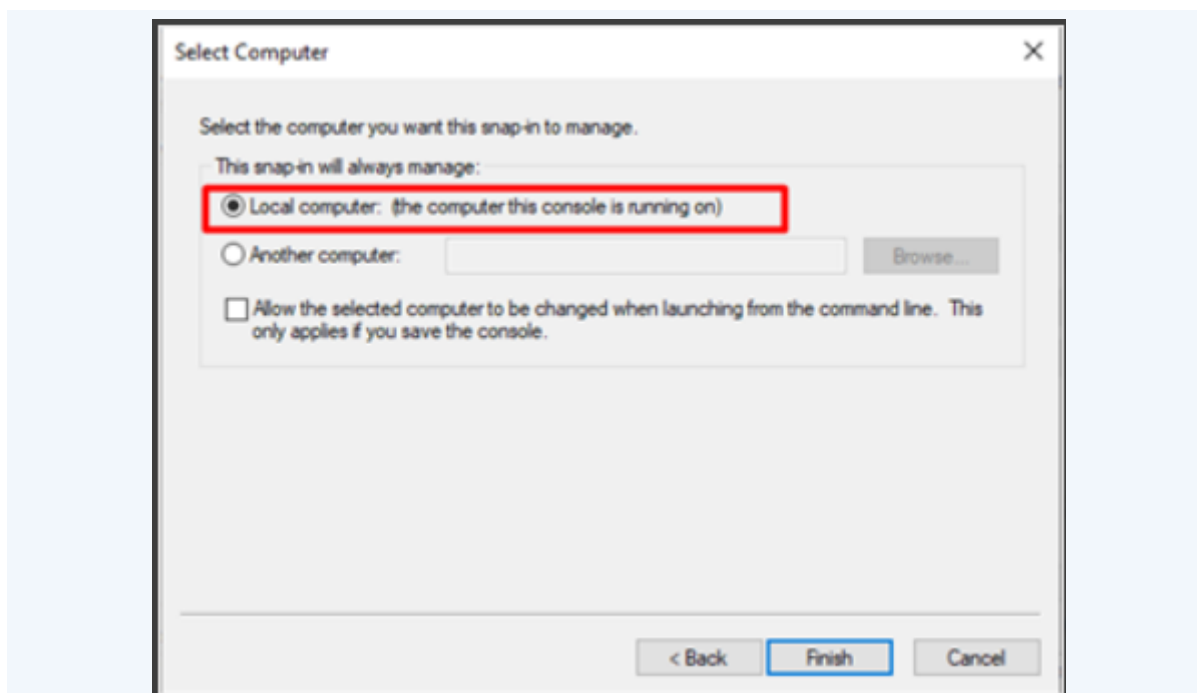 Select Computer
Select the computer you want this snap-in to manage.
This snap-in will always manage:
Local computer: (the computer this console is running on)
Another computer:
Browse...
Allow the selected computer to be changed when launching from the command line. This
only applies if you save the console.
< Back
Finish
Cancel